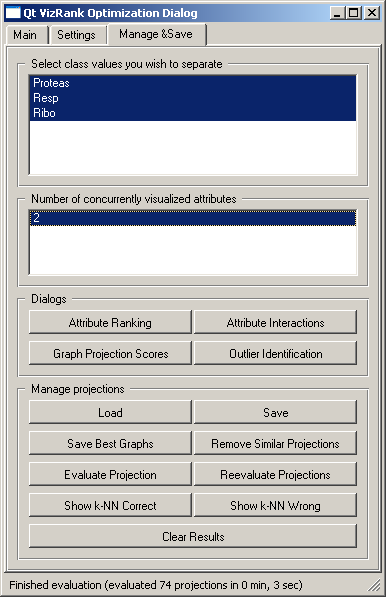 Qt VizRank Optimization Dialog
Main Settings Manage &Save
Select class values you wish to separate
Proteas
Resp
Ribo
Number of concurrently visualized attributes
2
Dialogs
Attribute Ranking Attribute Interactions
Graph Projection Scores Outlier Identification
Manage projections
Load Save
Save Best Graphs Remove Similar Projections
Evaluate Projection Reevaluate Projections
Show k-NN Correct Show k-NN Wrong
Clear Results
Finished evaluation (evaluated 74 projections in 0 min, 3 sec)